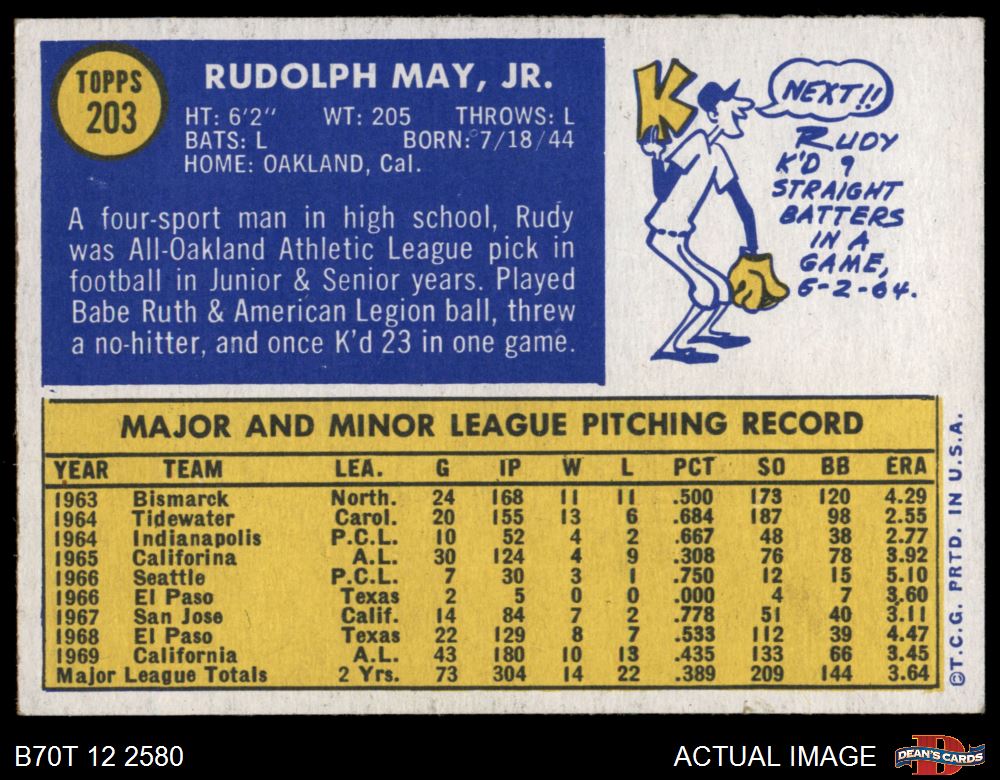 TOPPS
203
RUDOLPH MAY, JR.
HT: 6'2" WT: 205 THROWS: L
BATS: L BORN: 7/18/44
HOME: OAKLAND, Cal.
A four-sport man in high school, Rudy
was All-Oakland Athletic League pick in
football in Junior & Senior years. Played
Babe Ruth & American Legion ball, threw
a no-hitter, and once K'd 23 in one game.
K
NEXT!!
RUDY
K'D 9
STRAIGHT
BATTERS
IN A
GAME,
6-2-64.
MAJOR AND MINOR LEAGUE PITCHING RECORD
YEAR TEAM LEA. G IP W L PCT SO BB ERA
1963 Bismarck North. 24 168 11 11 .500 173 120 4.29
1964 Tidewater Carol. 20 155 13 6 .684 187 98 2.55
1964 Indianapolis P.C.L. 10 52 4 2 .667 48 38 2.77
1965 Califorina A.L. 30 124 4 9 .308 76 78 3.92
1966 Seattle P.C.L. 7 30 3 1 .750 12 15 5.10
1966 El Paso Texas 2 5 0 0 .000 4 7 3.60
1967 San Jose Calif. 14 84 7 2 .778 51 40 3.11
1968 El Paso Texas 22 129 8 7 .533 112 39 4.47
1969 California A.L. 43 180 10 13 .435 133 66 3.45
Major League Totals 2 Yrs. 73 304 14 22 .389 209 144 3.64
©T.C.G. PRTD. IN U.S.A.
B70T 12 2580
ACTUAL IMAGE
DEAN'S CARDS